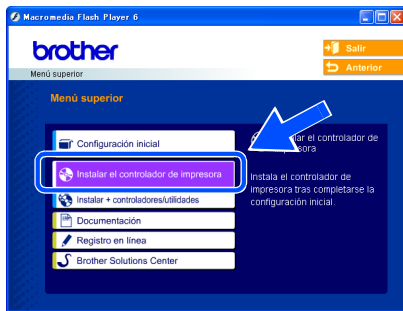 Macromedia Flash Player 6
brother
Salir
Anterior
Menú superior
Menú superior
Configuración inicial
Instalar el controlador de impresora
Instalar + controladores/utilidades
Documentación
Registro en línea
Brother Solutions Center
el controlador de
Instala el controlador de
impresora tras completarse la
configuración inicial.